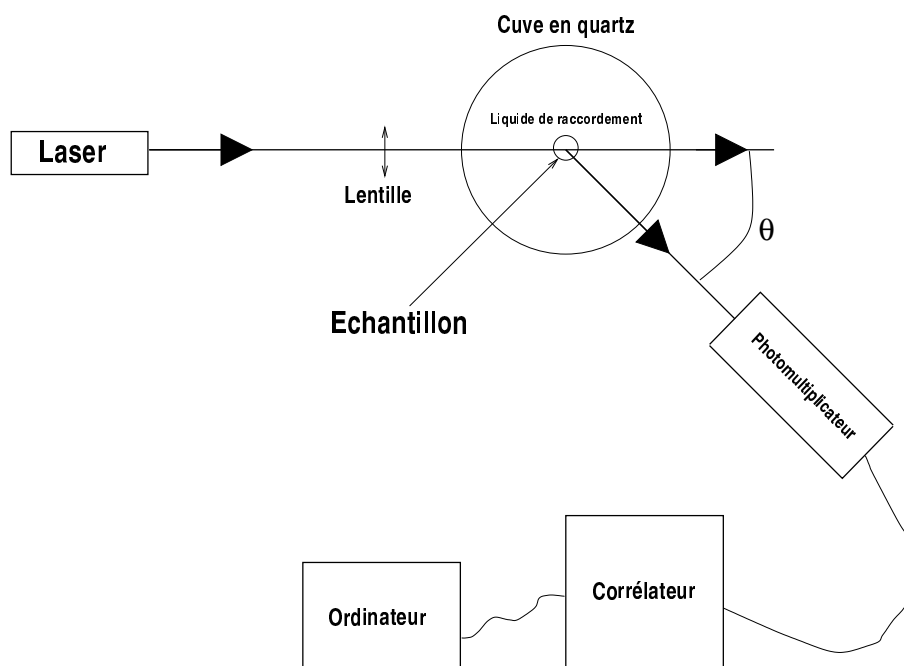 Cuve en quartz
Liquide de raccordement
Laser
Lentille
θ
Echantillon
Photomultiplicateur
Corrélateur
Ordinateur